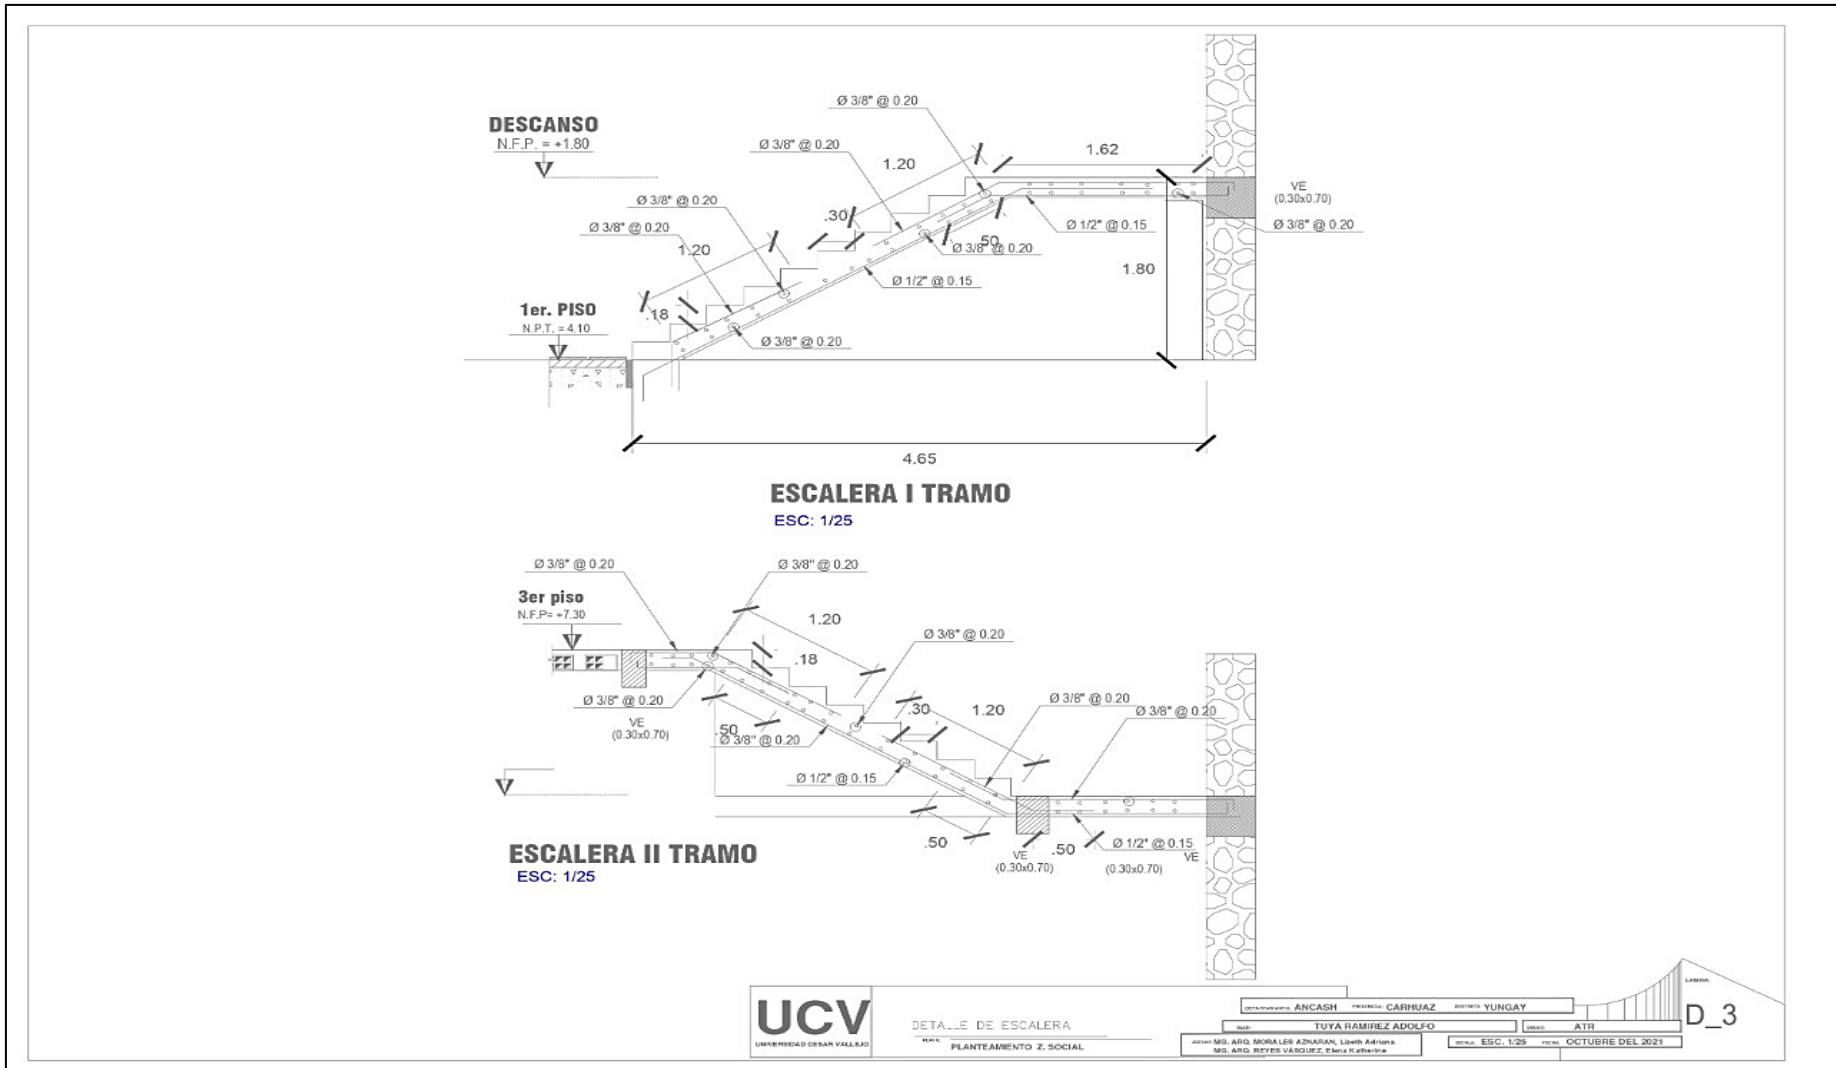 Ø 3/8" @ 0.20
DESCANSO
N.F.P. = +1.80
Ø 3/8" @ 0.20
1.20
1.62
VE
(0.30x0.70)
Ø 3/8" @ 0.20
Ø 3/8" @ 0.20
.30
1.20
.50
Ø 3/8" @ 0.20
Ø 1/2" @ 0.15
Ø 3/8" @ 0.20
1.80
Ø 1/2" @ 0.15
1er. PISO
N.P.T. = 4.10
.18
Ø 3/8" @ 0.20
4.65
ESCALERA I TRAMO
ESC: 1/25
Ø 3/8" @ 0.20
Ø 3/8" @ 0.20
3er piso
N.F.P= +7.30
1.20
Ø 3/8" @ 0.20
.18
Ø 3/8" @ 0.20
Ø 3/8" @ 0.20
.30
1.20
Ø 3/8" @ 0.20
VE
(0.30x0.70)
.50
Ø 3/8" @ 0.20
Ø 1/2" @ 0.15
.50
VE
(0.30x0.70)
.50
Ø 1/2" @ 0.15
VE
(0.30x0.70)
ESCALERA II TRAMO
ESC: 1/25
UCV
UNIVERSIDAD CESAR VALLEJO
DETALLE DE ESCALERA
PLANTEAMIENTO Z. SOCIAL
ANCASH PROVINCIA: CARHUAZ DISTRITO: YUNGAY
TUYA RAMIREZ ADOLFO
ATR
MG. ARQ. MORALES AZNARAN, Lizeth Adriana
MG. ARQ. REYES VÁSQUEZ, Elena Katherine
ESC. 1/25 FECHA: OCTUBRE DEL 2021
LAMINA:
D_3